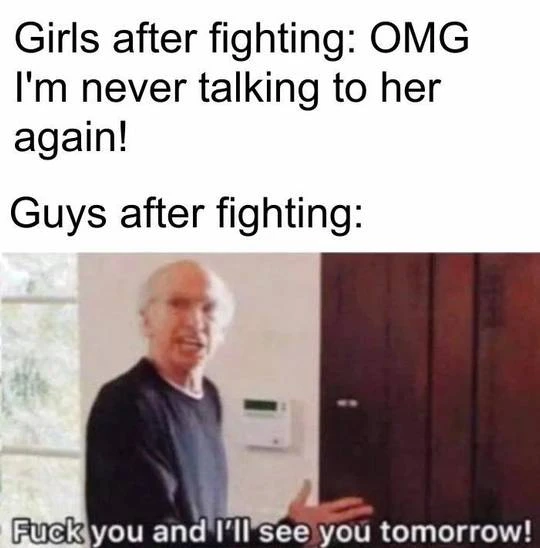 Girls after fighting: OMG
I'm never talking to her
again!
Guys after fighting:
Fuck you and I'll see you tomorrow!